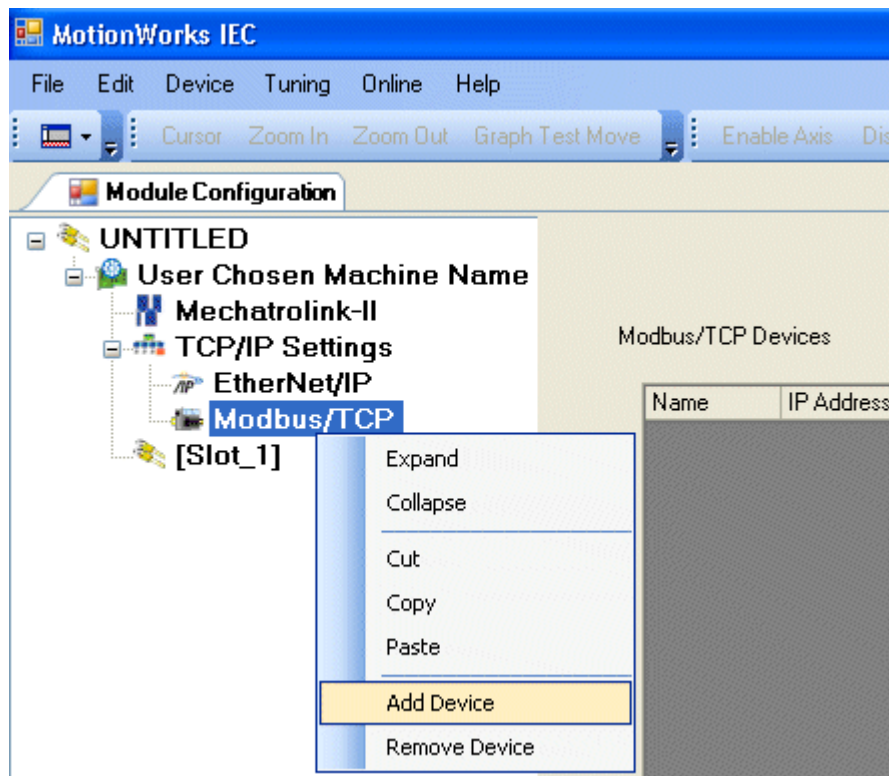 MotionWorks IEC
File Edit Device Tuning Online Help
Cursor Zoom In Zoom Out Graph Test Move Enable Axis
Module Configuration
UNTITLED
User Chosen Machine Name
Mechatrolink-II
TCP/IP Settings
EtherNet/IP
Modbus/TCP
[Slot_1]
Expand
Collapse
Cut
Copy
Paste
Add Device
Remove Device
Modbus/TCP Devices
Name IP Address